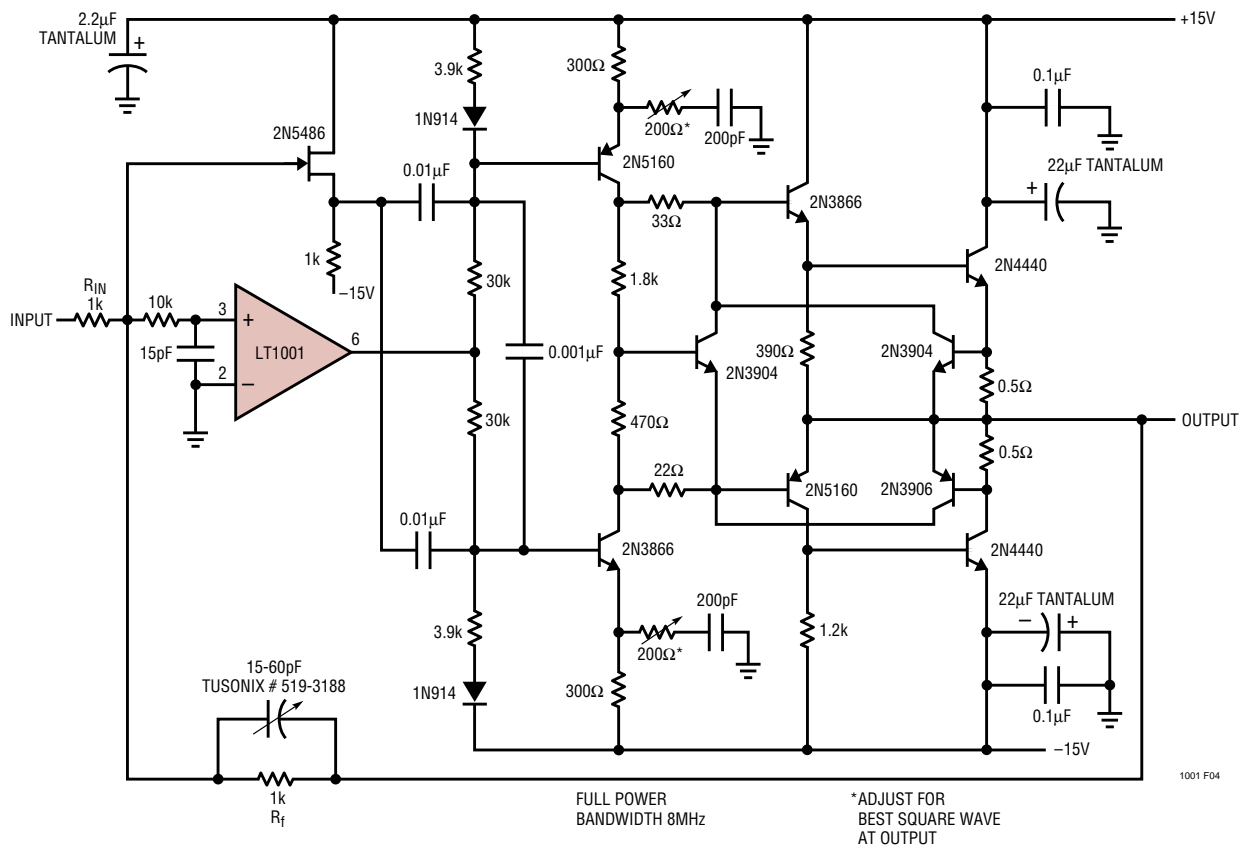 2.2μF
TANTALUM
+
+15V
3.9k
300Ω
0.1μF
1N914
200Ω*
200pF
2N5486
2N5160
22μF TANTALUM
+
0.01μF
2N3866
33Ω
1k
–15V
30k
1.8k
2N4440
RIN
1k
10k
INPUT
3
+
LT1001
6
15pF
2
–
0.001μF
2N3904
390Ω
2N3904
0.5Ω
30k
470Ω
OUTPUT
0.5Ω
22Ω
2N5160
2N3906
0.01μF
2N3866
2N4440
3.9k
200pF
22μF TANTALUM
– +
200Ω*
1.2k
15-60pF
TUSONIX # 519-3188
1N914
300Ω
0.1μF
–15V
1k
Rf
1001 F04
FULL POWER
BANDWIDTH 8MHz
*ADJUST FOR
BEST SQUARE WAVE
AT OUTPUT